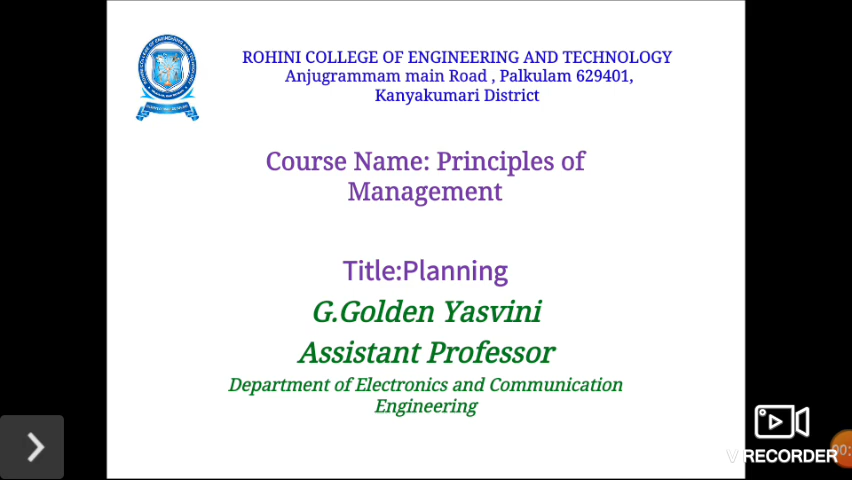 ROHINI COLLEGE OF ENGINEERING AND TECHNOLOGY
Anjugrammam main Road , Palkulam 629401,
Kanyakumari District
Course Name: Principles of
Management
Title:Planning
G.Golden Yasvini
Assistant Professor
Department of Electronics and Communication
Engineering
V RECORDER
00: